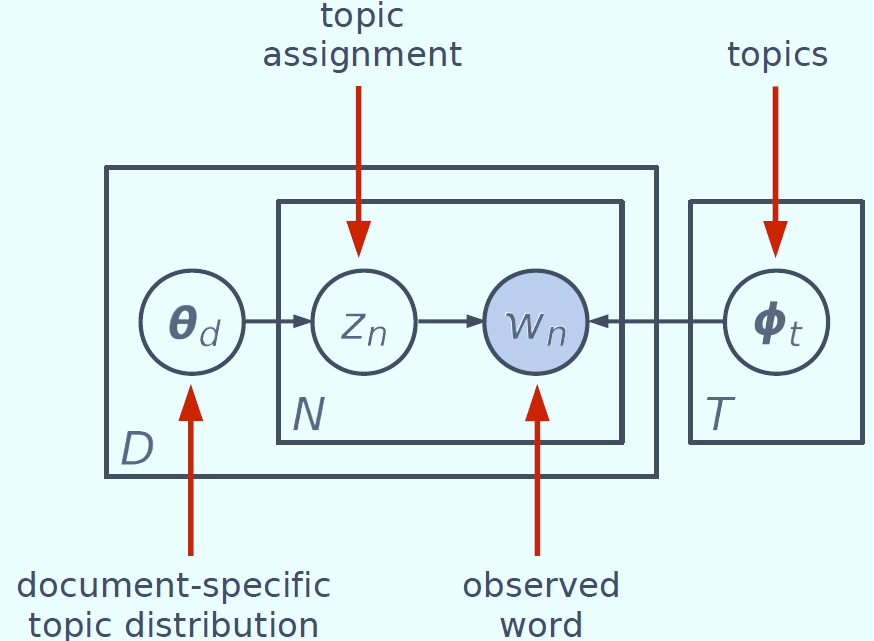 topic
assignment
topics
θd
zn
wn
ϕt
N
T
D
document-specific
topic distribution
observed
word